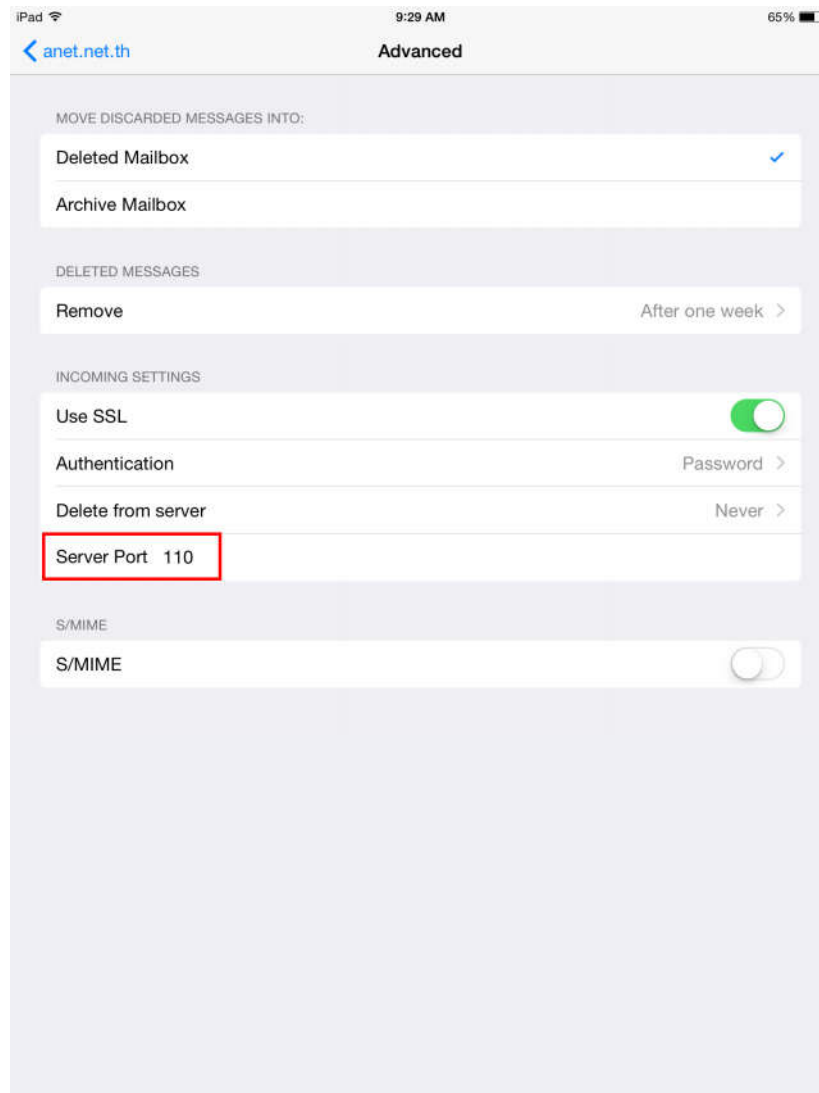 iPad 9:29 AM 65%
anet.net.th Advanced
MOVE DISCARDED MESSAGES INTO:
Deleted Mailbox
Archive Mailbox
DELETED MESSAGES
Remove After one week
INCOMING SETTINGS
Use SSL
Authentication Password
Delete from server Never
Server Port 110
S/MIME
S/MIME